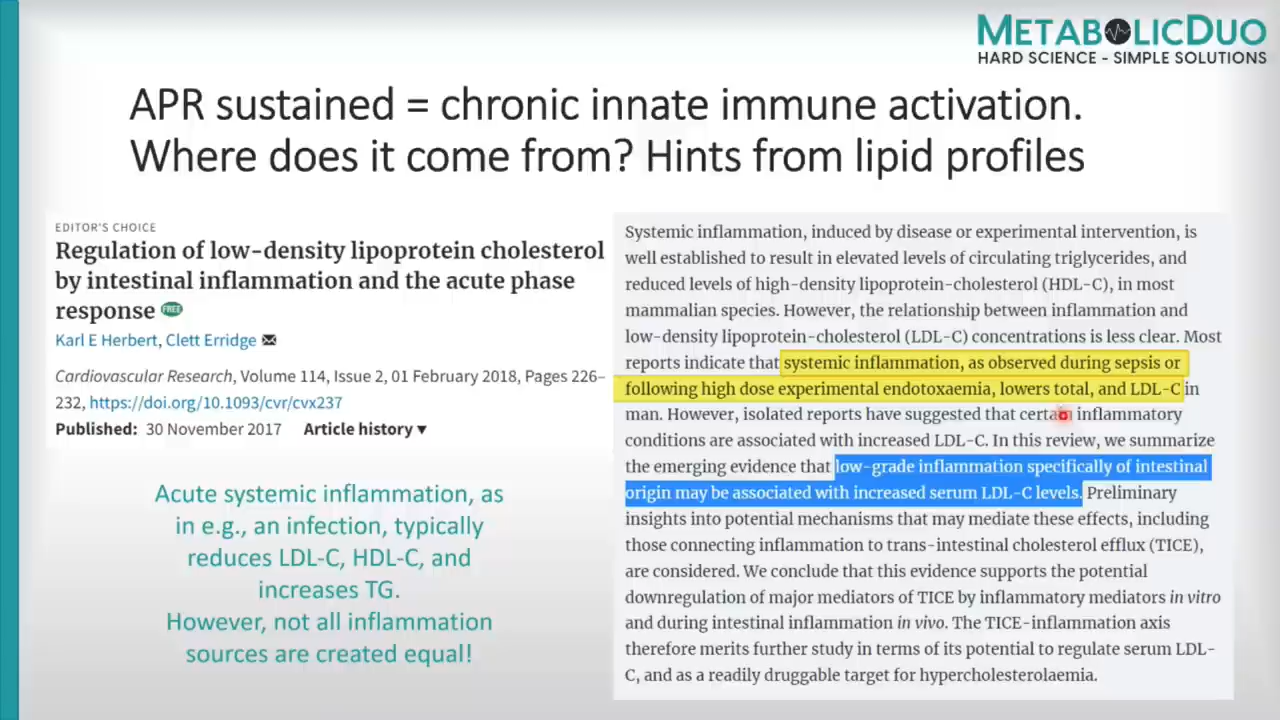 METABOLICDUO
HARD SCIENCE - SIMPLE SOLUTIONS
APR sustained = chronic innate immune activation.
Where does it come from? Hints from lipid profiles
EDITOR'S CHOICE
Regulation of low-density lipoprotein cholesterol
by intestinal inflammation and the acute phase
response FREE
Karl E Herbert, Clett Erridge
Cardiovascular Research, Volume 114, Issue 2, 01 February 2018, Pages 226–
232, https://doi.org/10.1093/cvr/cvx237
Published: 30 November 2017 Article history ▾
Acute systemic inflammation, as
in e.g., an infection, typically
reduces LDL-C, HDL-C, and
increases TG.
However, not all inflammation
sources are created equal!
Systemic inflammation, induced by disease or experimental intervention, is
well established to result in elevated levels of circulating triglycerides, and
reduced levels of high-density lipoprotein-cholesterol (HDL-C), in most
mammalian species. However, the relationship between inflammation and
low-density lipoprotein-cholesterol (LDL-C) concentrations is less clear. Most
reports indicate that systemic inflammation, as observed during sepsis or
following high dose experimental endotoxaemia, lowers total, and LDL-C in
man. However, isolated reports have suggested that certain inflammatory
conditions are associated with increased LDL-C. In this review, we summarize
the emerging evidence that low-grade inflammation specifically of intestinal
origin may be associated with increased serum LDL-C levels. Preliminary
insights into potential mechanisms that may mediate these effects, including
those connecting inflammation to trans-intestinal cholesterol efflux (TICE),
are considered. We conclude that this evidence supports the potential
downregulation of major mediators of TICE by inflammatory mediators in vitro
and during intestinal inflammation in vivo. The TICE-inflammation axis
therefore merits further study in terms of its potential to regulate serum LDL-
C, and as a readily druggable target for hypercholesterolaemia.